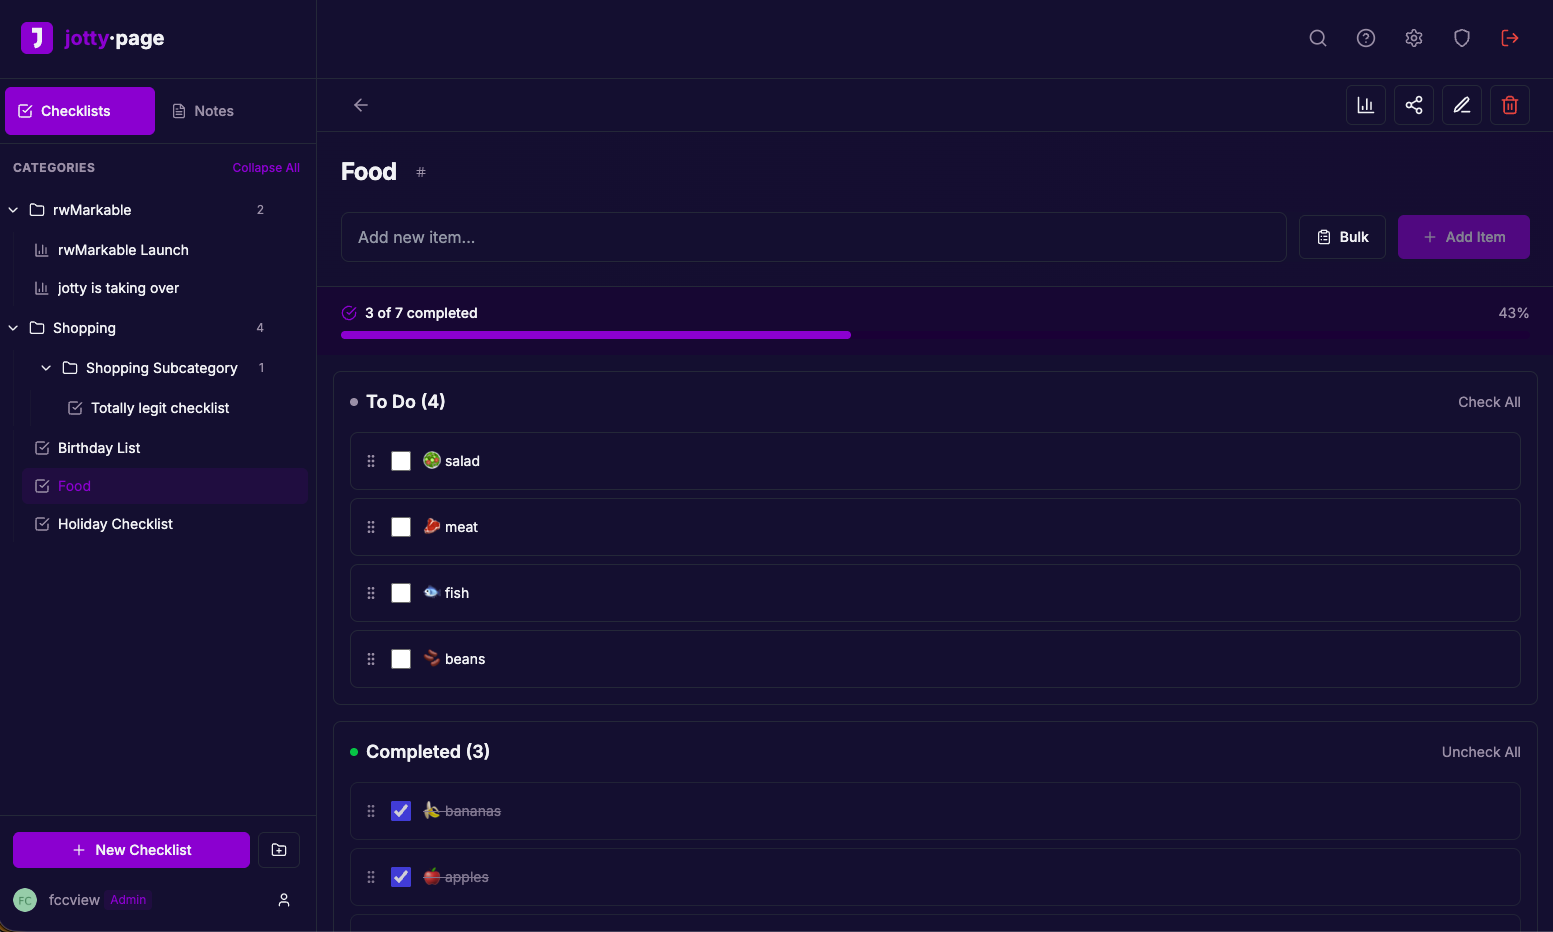 jotty·page
Checklists
Notes
CATEGORIES
Collapse All
rwMarkable 2
rwMarkable Launch
jotty is taking over
Shopping 4
Shopping Subcategory 1
Totally legit checklist
Birthday List
Food
Holiday Checklist
New Checklist
FC fccview Admin
Food #
Add new item...
Bulk
Add Item
3 of 7 completed 43%
To Do (4) Check All
salad
meat
fish
beans
Completed (3) Uncheck All
bananas
apples